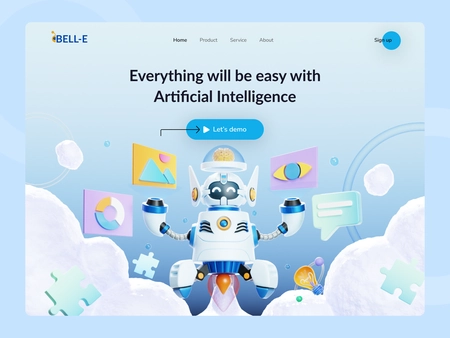 BELL-E
Home Product Service About
Sign up
Everything will be easy with
Artificial Intelligence
Let's demo